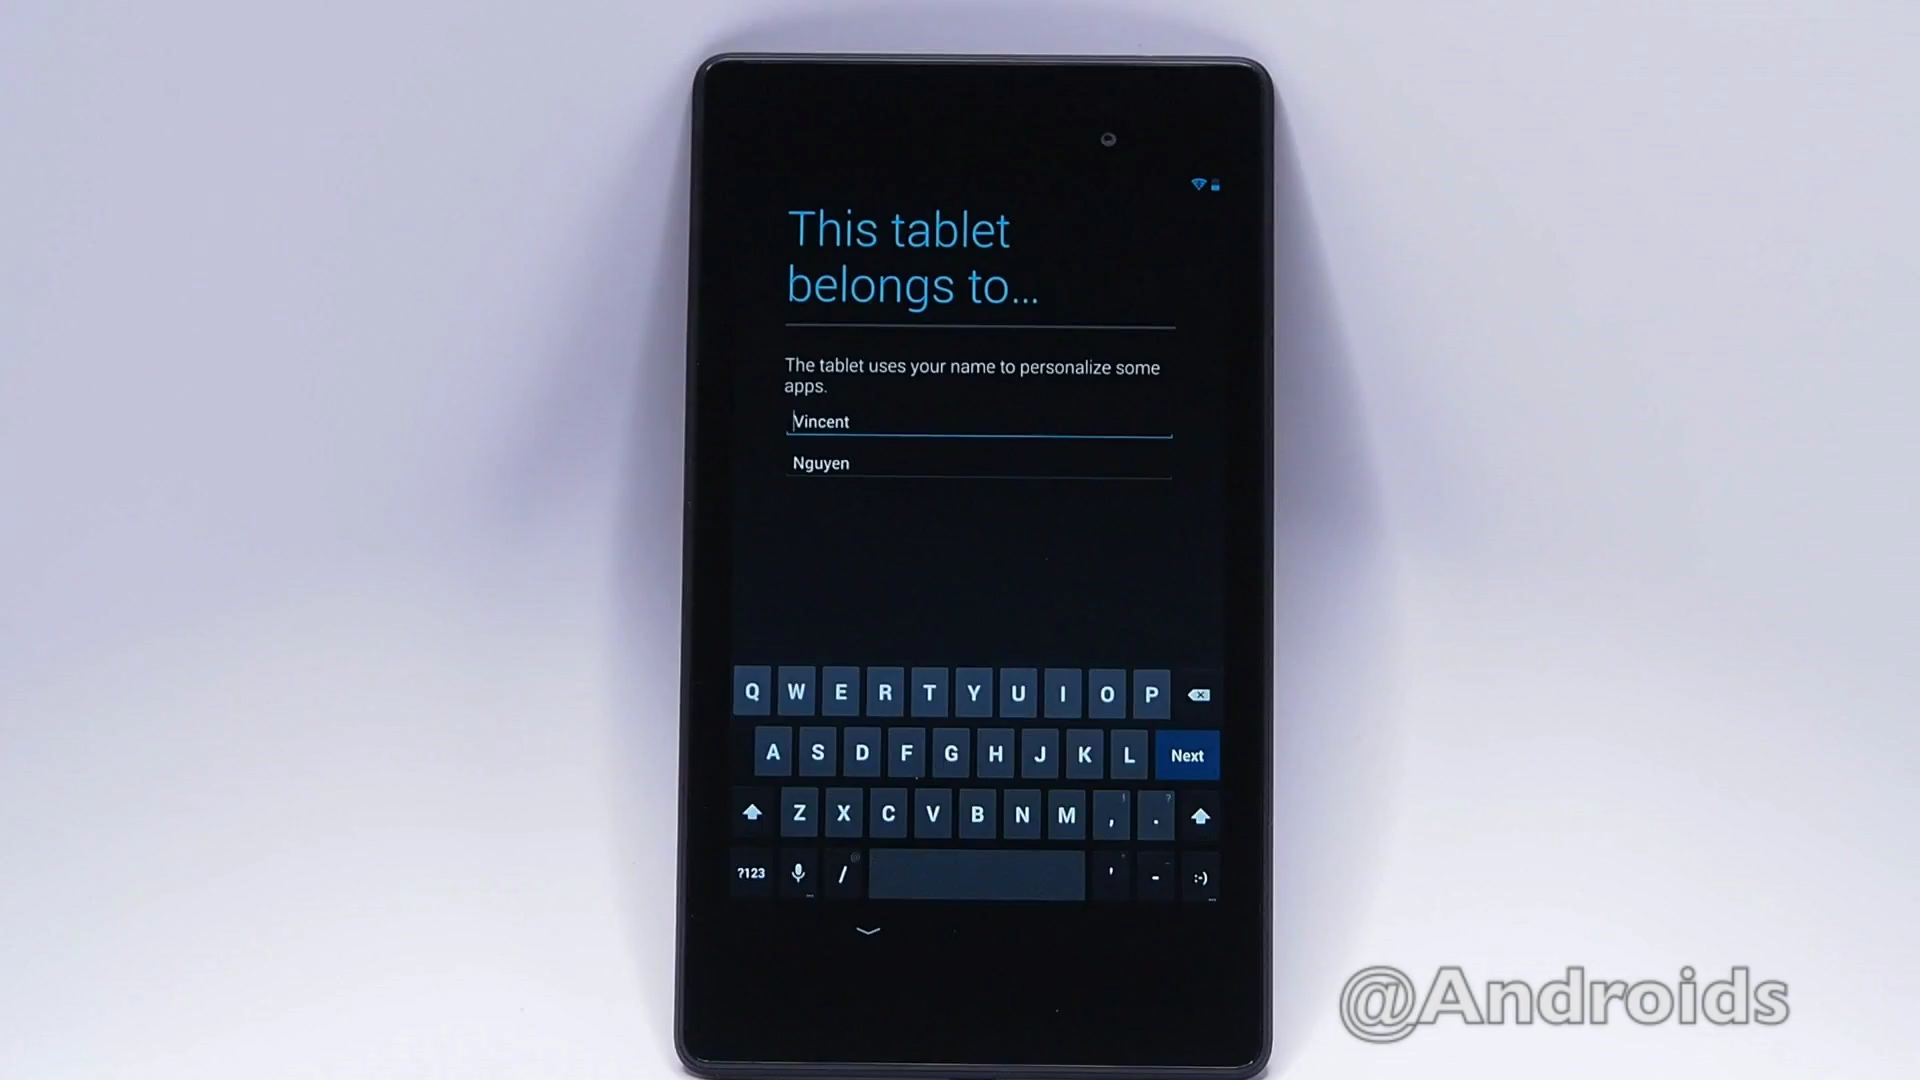 This tablet
belongs to...
The tablet uses your name to personalize some
apps.
Vincent
Nguyen
Q W E R T Y U I O P
A S D F G H J K L Next
Z X C V B N M , ! . ?
?123 / @ ' - :-)
@Androids